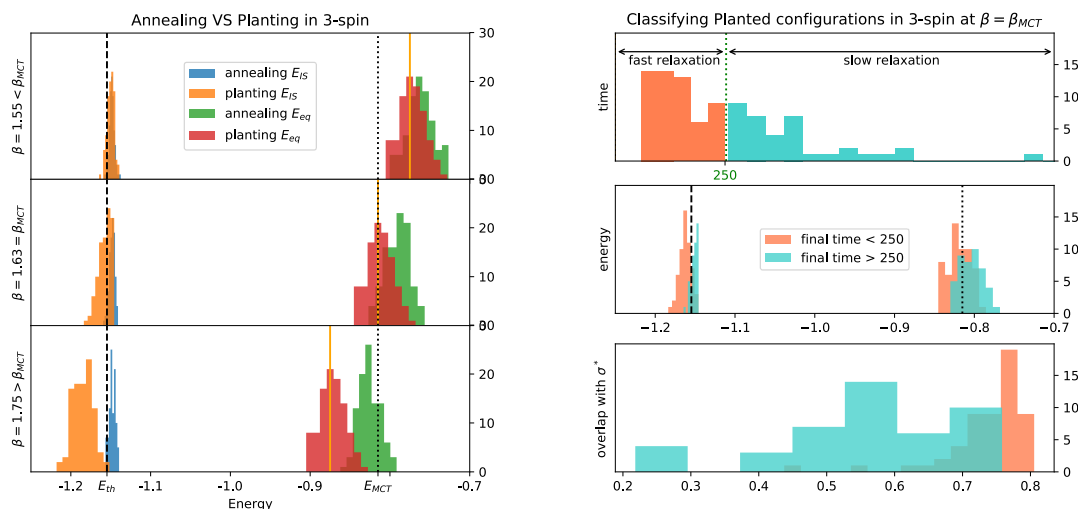 Annealing VS Planting in 3-spin
β = 1.55 < β_MCT
annealing E_IS
planting E_IS
annealing E_eq
planting E_eq
30
20
10
0
β = 1.63 = β_MCT
30
20
10
0
β = 1.75 > β_MCT
30
20
10
0
-1.2
-1.1
-1.0
-0.9
-0.7
E_th
E_MCT
Energy
Classifying Planted configurations in 3-spin at β = β_MCT
fast relaxation
slow relaxation
time
15
10
5
0
250
energy
final time < 250
final time > 250
15
10
5
0
-1.2
-1.1
-1.0
-0.9
-0.8
-0.7
overlap with σ*
15
10
5
0
0.2
0.3
0.4
0.5
0.6
0.7
0.8